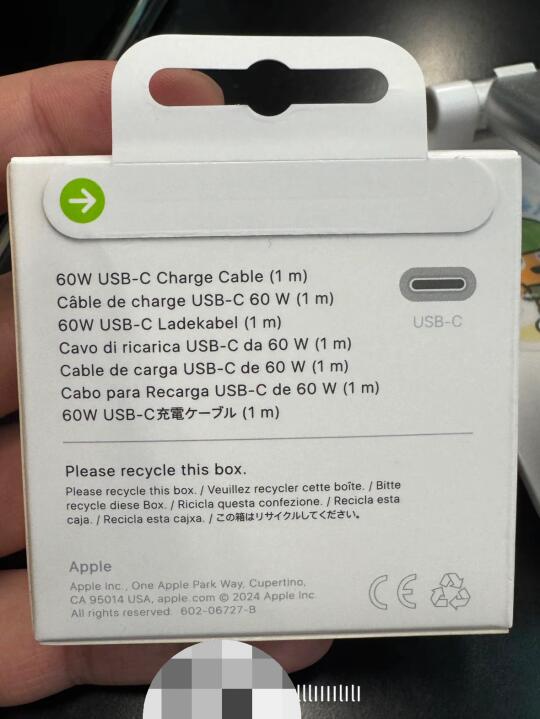 60W USB-C Charge Cable (1 m)
Câble de charge USB-C 60 W (1 m)
60W USB-C Ladekabel (1 m)
Cavo di ricarica USB-C da 60 W (1 m)
Cable de carga USB-C de 60 W (1 m)
Cabo para Recarga USB-C de 60 W (1 m)
60W USB-C充電ケーブル (1 m)
USB-C
Please recycle this box.
Please recycle this box. / Veuillez recycler cette boîte. / Bitte
recycle diese Box. / Ricicla questa confezione. / Recicla esta
caja. / Recicla esta cajxa. / この箱はリサイクルしてください。
Apple
Apple Inc., One Apple Park Way, Cupertino,
CA 95014 USA, apple.com © 2024 Apple Inc.
All rights reserved. 602-06727-B
CE